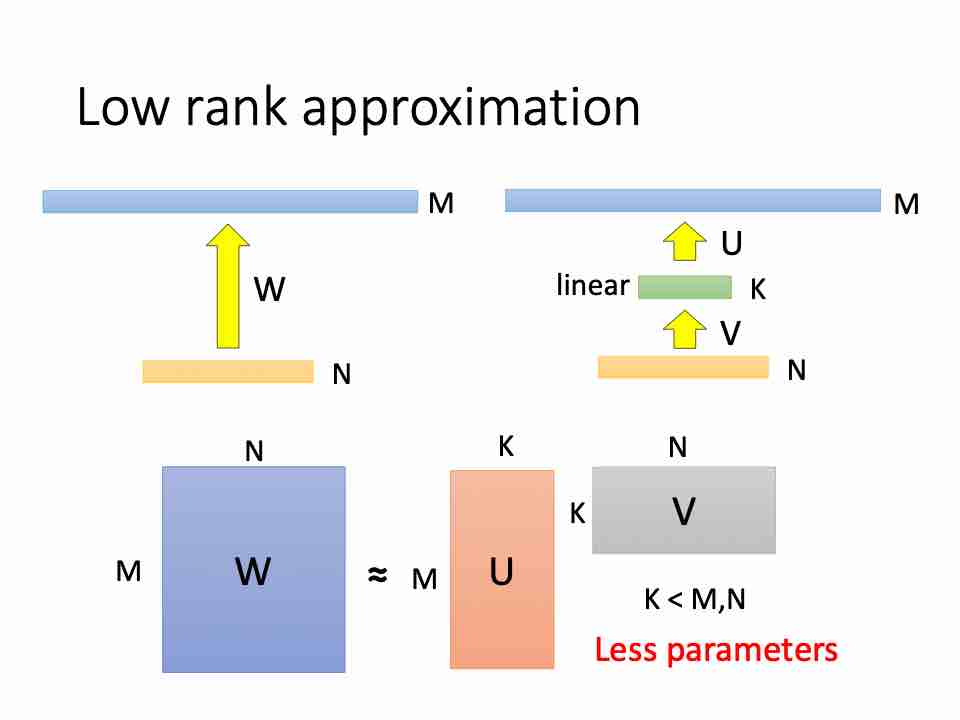 Low rank approximation
M
W
N
M
U
linear
K
V
N
N
M
W
≈
K
M
U
N
K
V
K < M,N
Less parameters